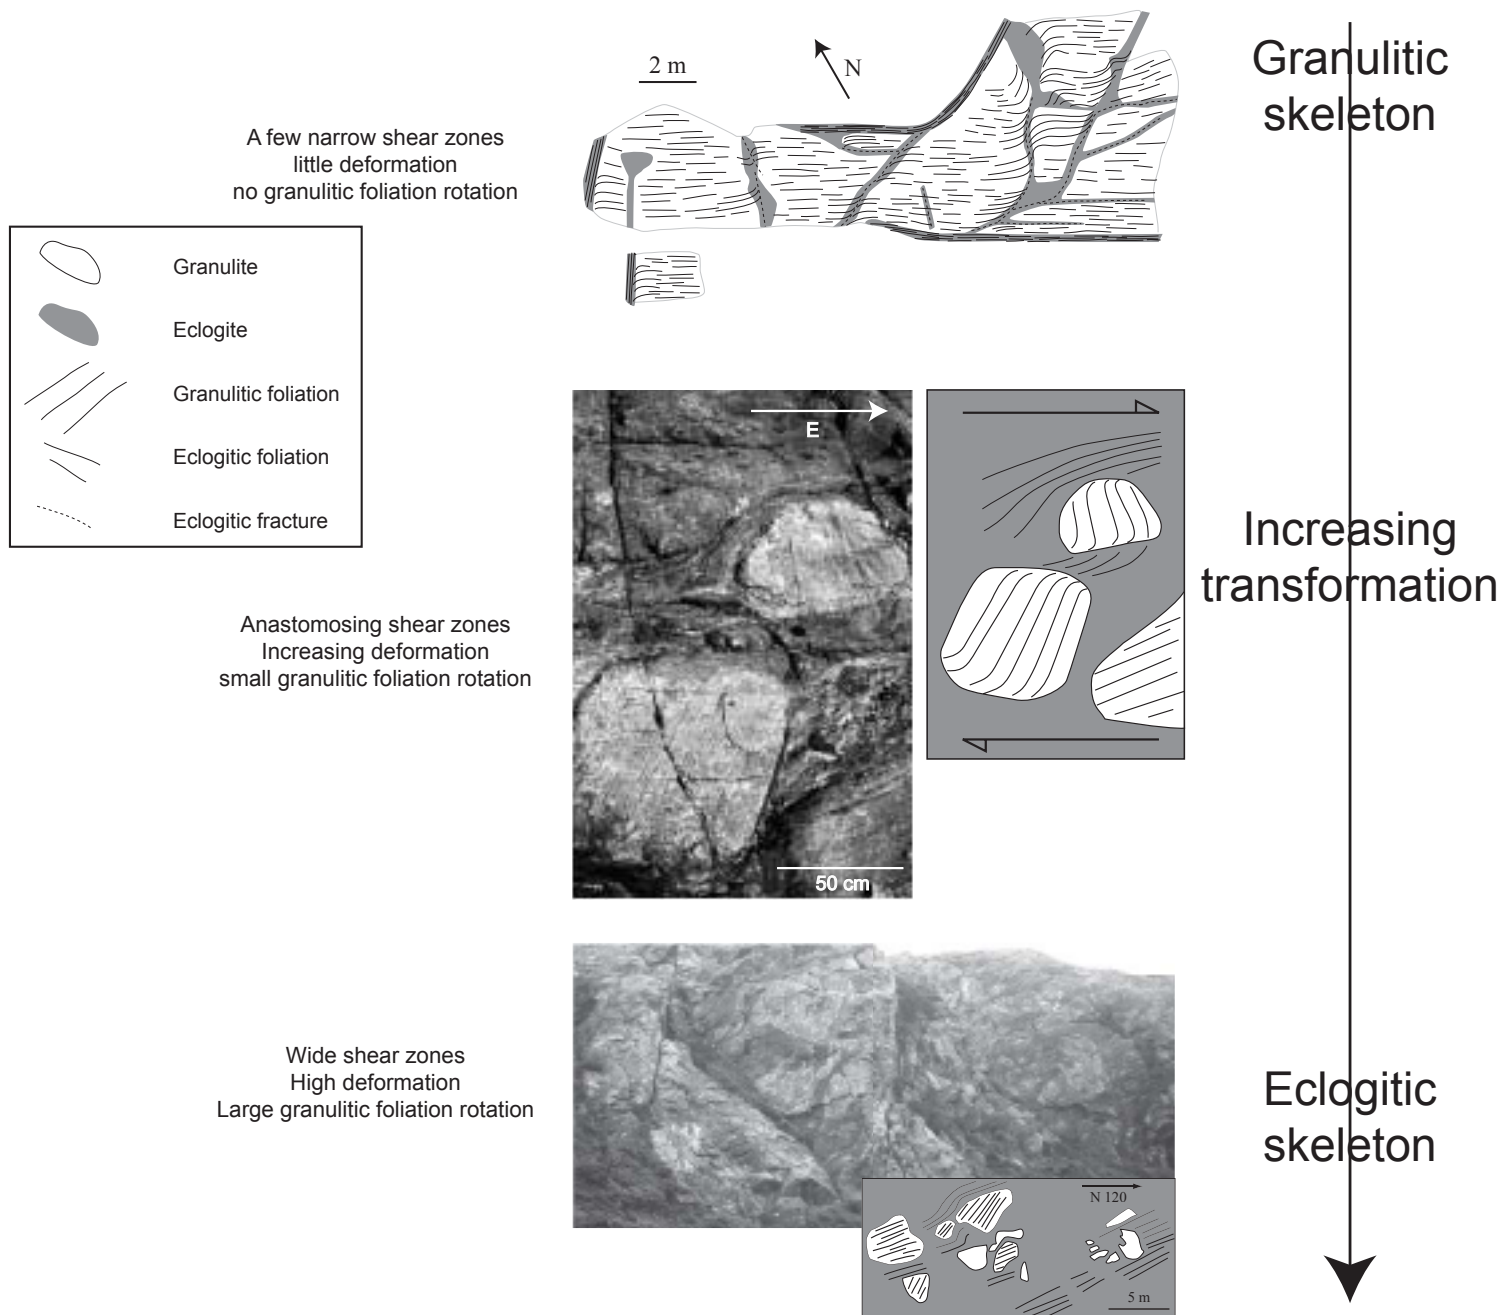 Granulitic
skeleton
2 m
N
A few narrow shear zones
little deformation
no granulitic foliation rotation
Granulite
Eclogite
Granulitic foliation
Eclogitic foliation
Eclogitic fracture
E
50 cm
Increasing
transformation
Anastomosing shear zones
Increasing deformation
small granulitic foliation rotation
Wide shear zones
High deformation
Large granulitic foliation rotation
Eclogitic
skeleton
N 120
5 m